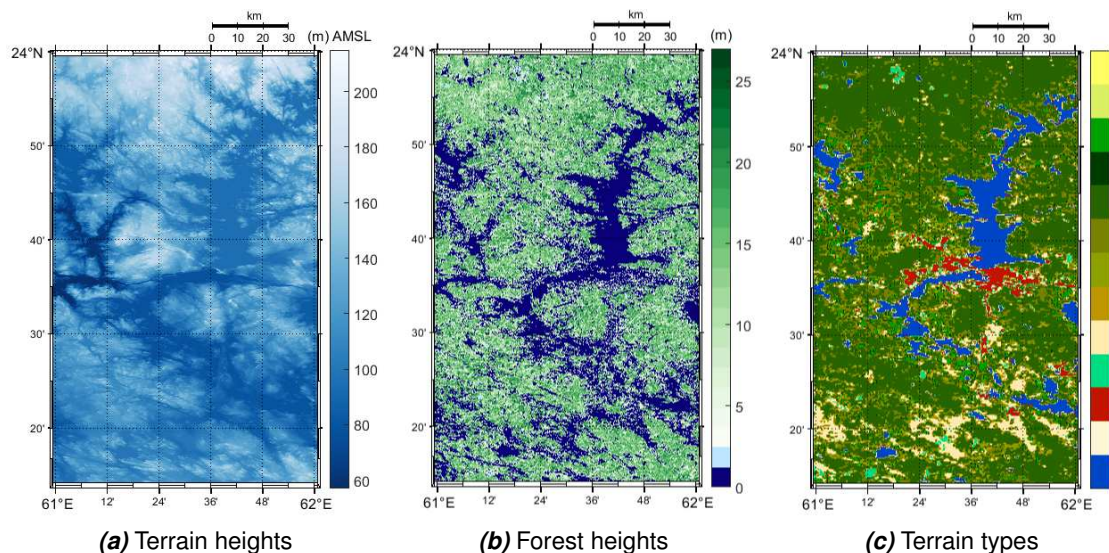 km
0 10 20 30
(m) AMSL
24°N
50'
40'
30'
20'
61°E 12' 24' 36' 48' 62°E
200
180
160
140
120
100
80
60
(a) Terrain heights
km
0 10 20 30
(m)
24°N
50'
40'
30'
20'
61°E 12' 24' 36' 48' 62°E
25
20
15
10
5
0
(b) Forest heights
km
0 10 20 30
24°N
50'
40'
30'
20'
61°E 12' 24' 36' 48' 62°E
(c) Terrain types